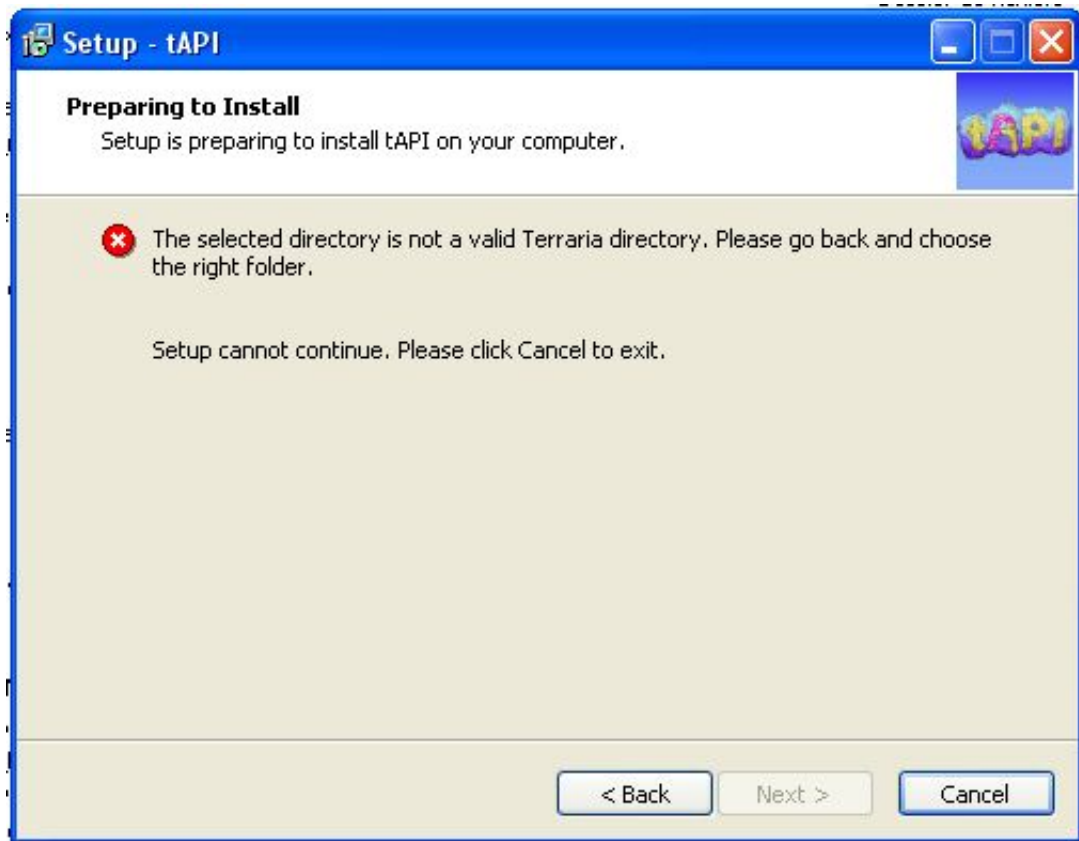 Setup - tAPI
Preparing to Install
Setup is preparing to install tAPI on your computer.
tAPI
The selected directory is not a valid Terraria directory. Please go back and choose
the right folder.
Setup cannot continue. Please click Cancel to exit.
< Back
Next >
Cancel